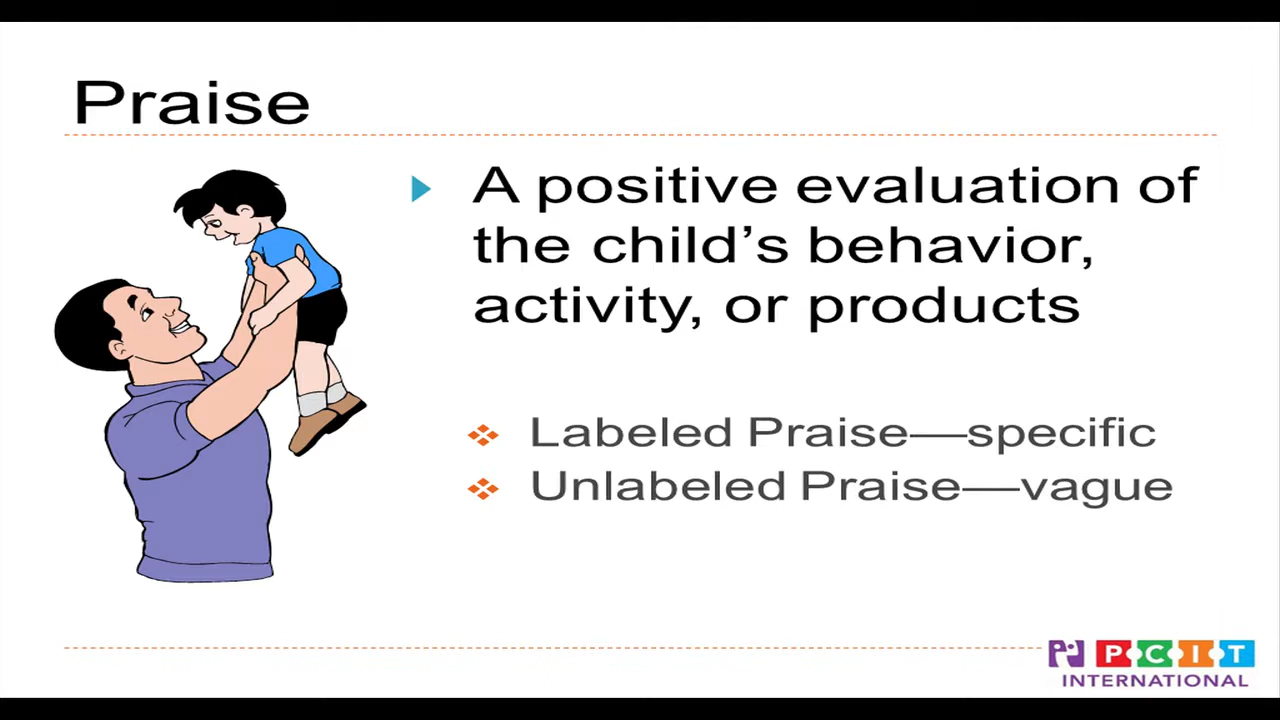 Praise
A positive evaluation of
the child’s behavior,
activity, or products
Labeled Praise—specific
Unlabeled Praise—vague
PCIT
INTERNATIONAL